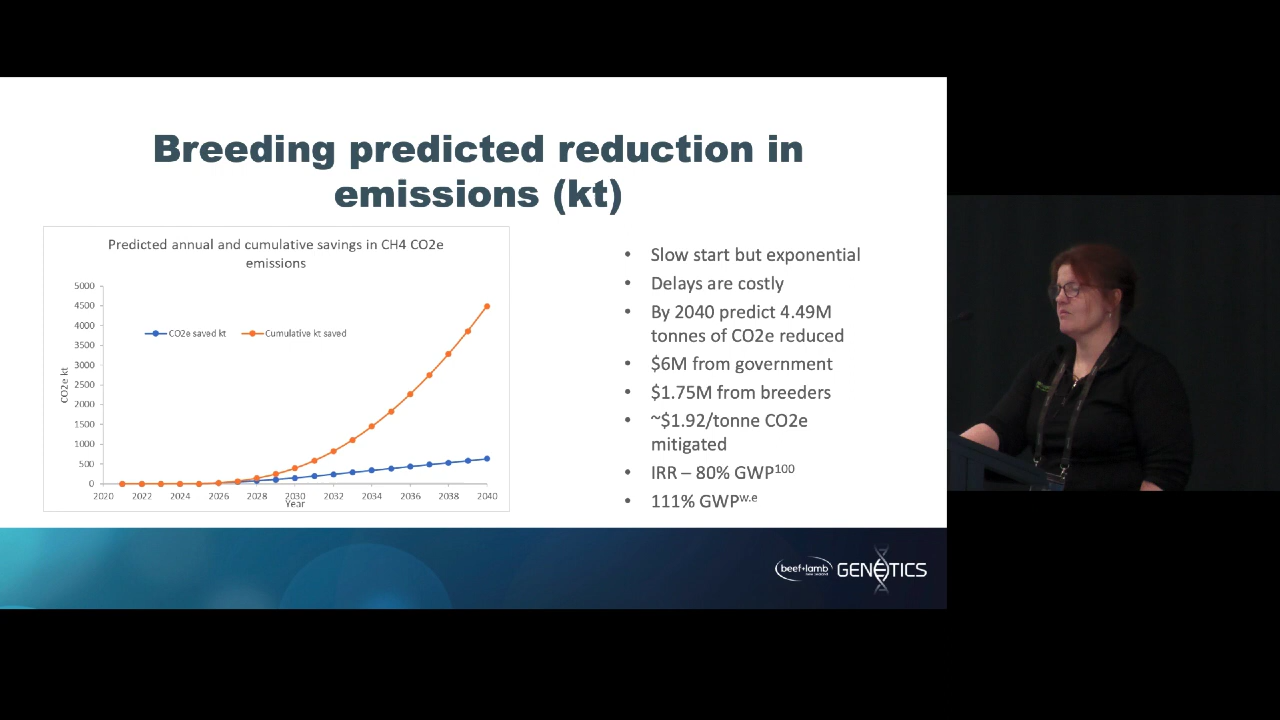 Breeding predicted reduction in
emissions (kt)
Predicted annual and cumulative savings in CH4 CO2e
emissions
5000
4500
4000
3500
3000
2500
2000
1500
1000
500
0
CO2e kt
CO2e saved kt
Cumulative kt saved
2020 2022 2024 2026 2028 2030 2032 2034 2036 2038 2040
Year
• Slow start but exponential
• Delays are costly
• By 2040 predict 4.49M
tonnes of CO2e reduced
• $6M from government
• $1.75M from breeders
• ~$1.92/tonne CO2e
mitigated
• IRR – 80% GWP100
• 111% GWPw.e
beef+lamb
new zealand
GENETICS